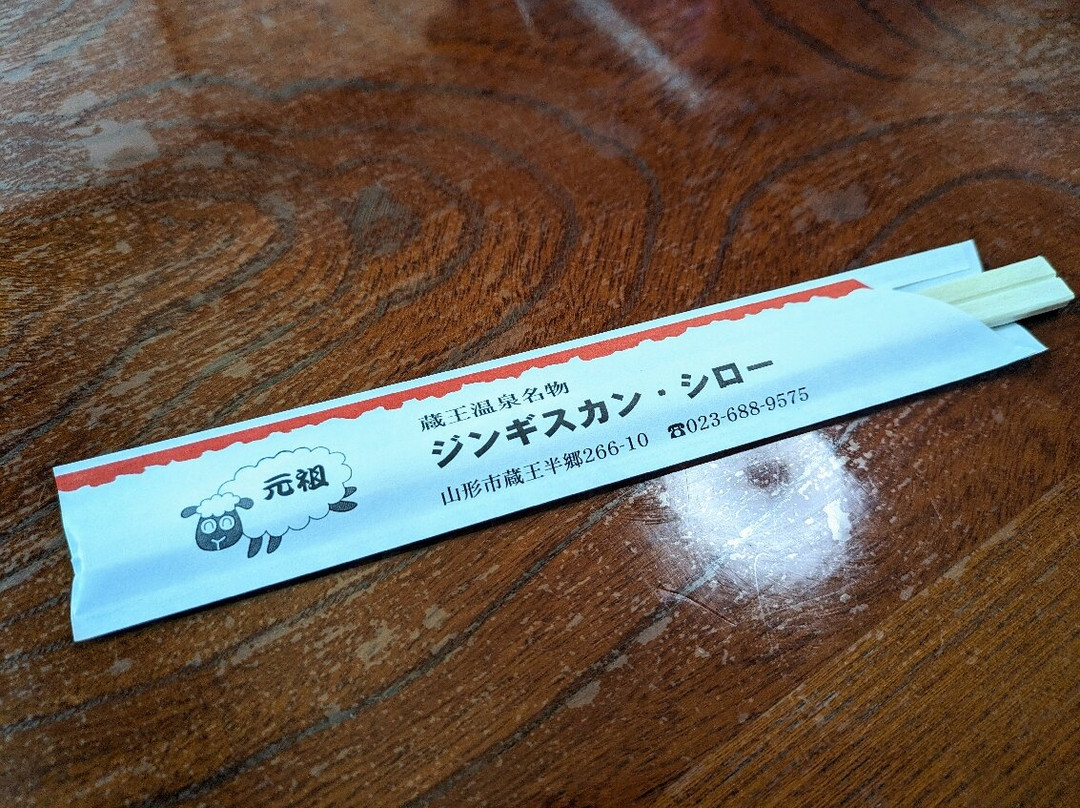 元祖
蔵王温泉名物
ジンギスカン・シロー
山形市蔵王半郷266-10 ☎023-688-9575